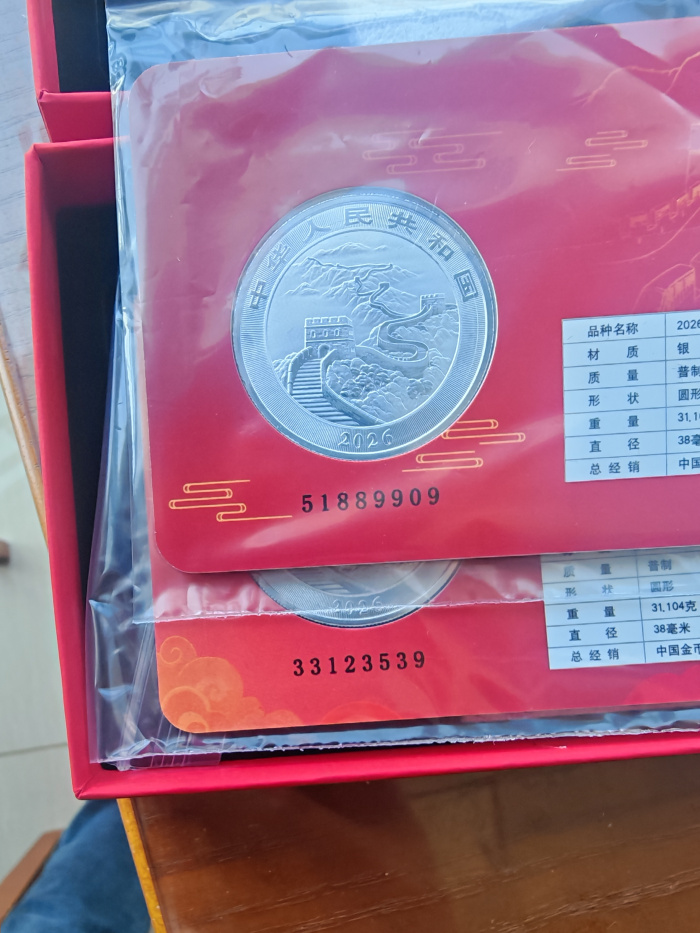 中华人民共和国
2026
51889909
品种名称 2026
材 质 银
质 量 普制
形 状 圆形
重 量 31.10
直 径 38毫
总 经 销 中国
2026
33123539
质 量 普制
形 状 圆形
重 量 31.104克
直 径 38毫米
总 经 销 中国金币